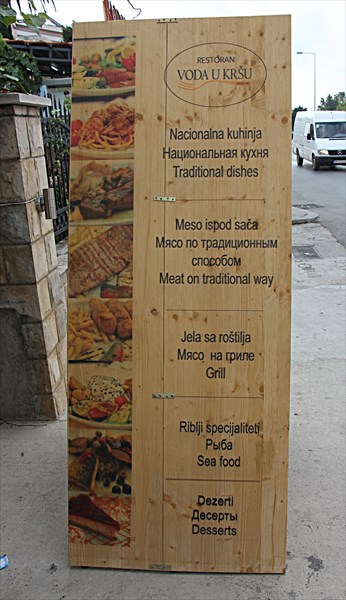 RESTORAN
VODA U KRŠU
Nacionalna kuhinja
Национальная кухня
Traditional dishes
Meso ispod sača
Мясо по традиционным
способом
Meat on traditional way
Jela sa roštilja
Мясо на гриле
Grill
Riblji specijaliteti
Рыба
Sea food
Dezerti
Десерты
Desserts